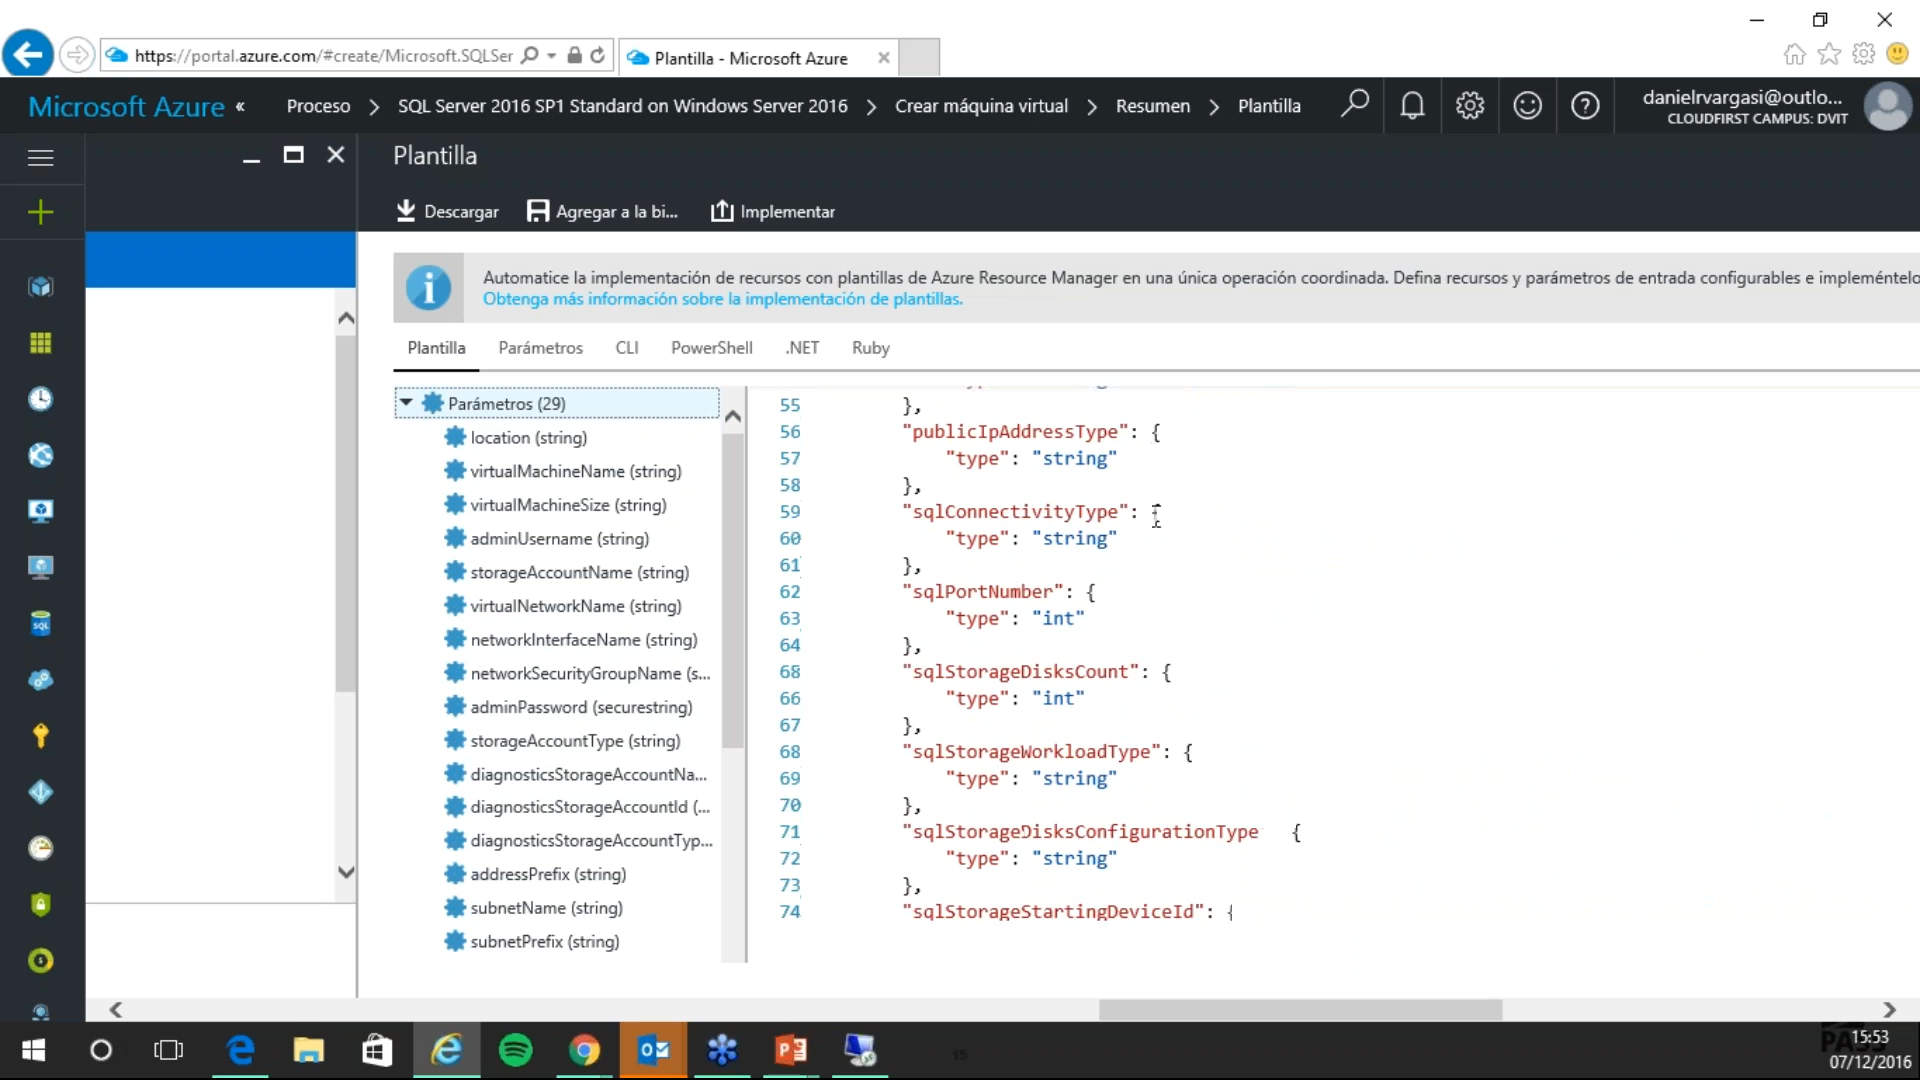 https://portal.azure.com/#create/Microsoft.SQLSer
Plantilla - Microsoft Azure
Microsoft Azure «
Proceso > SQL Server 2016 SP1 Standard on Windows Server 2016 > Crear máquina virtual > Resumen > Plantilla
danielrvargasi@outlo...
CLOUDFIRST CAMPUS: DVIT
Plantilla
Descargar
Agregar a la bi...
Implementar
Automatice la implementación de recursos con plantillas de Azure Resource Manager en una única operación coordinada. Defina recursos y parámetros de entrada configurables e impleméntelo
Obtenga más información sobre la implementación de plantillas.
Plantilla Parámetros CLI PowerShell .NET Ruby
Parámetros (29)
location (string)
virtualMachineName (string)
virtualMachineSize (string)
adminUsername (string)
storageAccountName (string)
virtualNetworkName (string)
networkInterfaceName (string)
networkSecurityGroupName (s...
adminPassword (securestring)
storageAccountType (string)
diagnosticsStorageAccountNa...
diagnosticsStorageAccountId (...
diagnosticsStorageAccountTyp...
addressPrefix (string)
subnetName (string)
subnetPrefix (string)
55 },
56 "publicIpAddressType": {
57 "type": "string"
58 },
59 "sqlConnectivityType": {
60 "type": "string"
61 },
62 "sqlPortNumber": {
63 "type": "int"
64 },
68 "sqlStorageDisksCount": {
66 "type": "int"
67 },
68 "sqlStorageWorkloadType": {
69 "type": "string"
70 },
71 "sqlStorageDisksConfigurationType {
72 "type": "string"
73 },
74 "sqlStorageStartingDeviceId": {
15
PASS
15:53
07/12/2016